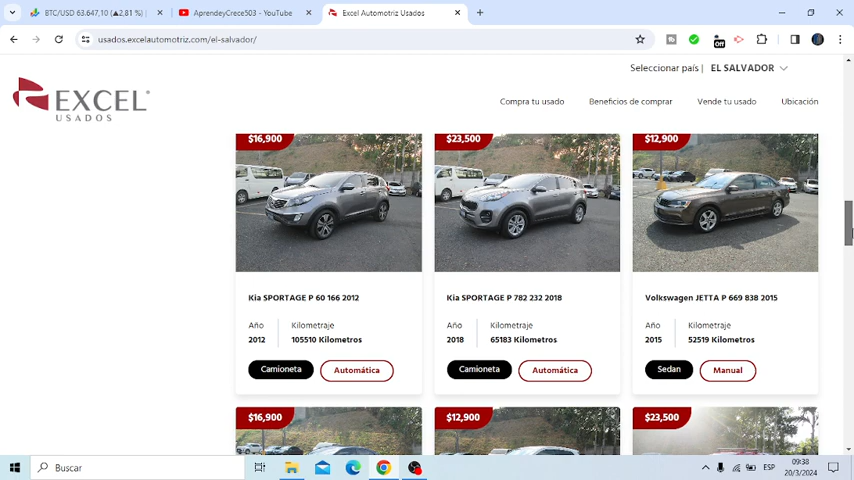 BTC/USD 63.647,10 (▲2,81 %) |
AprendeyCrece503 - YouTube
Excel Automotriz Usados
usados.excelautomotriz.com/el-salvador/
Off
Seleccionar país | EL SALVADOR
EXCEL
USADOS
Compra tu usado
Beneficios de comprar
Vende tu usado
Ubicación
$16,900
$23,500
$12,900
Kia SPORTAGE P 60 166 2012
Kia SPORTAGE P 782 232 2018
Volkswagen JETTA P 669 838 2015
Año Kilometraje
2012 105510 Kilometros
Año Kilometraje
2018 65183 Kilometros
Año Kilometraje
2015 52519 Kilometros
Camioneta Automática
Camioneta Automática
Sedan Manual
$16,900
$12,900
$23,500
Buscar
ESP
09:38
20/3/2024